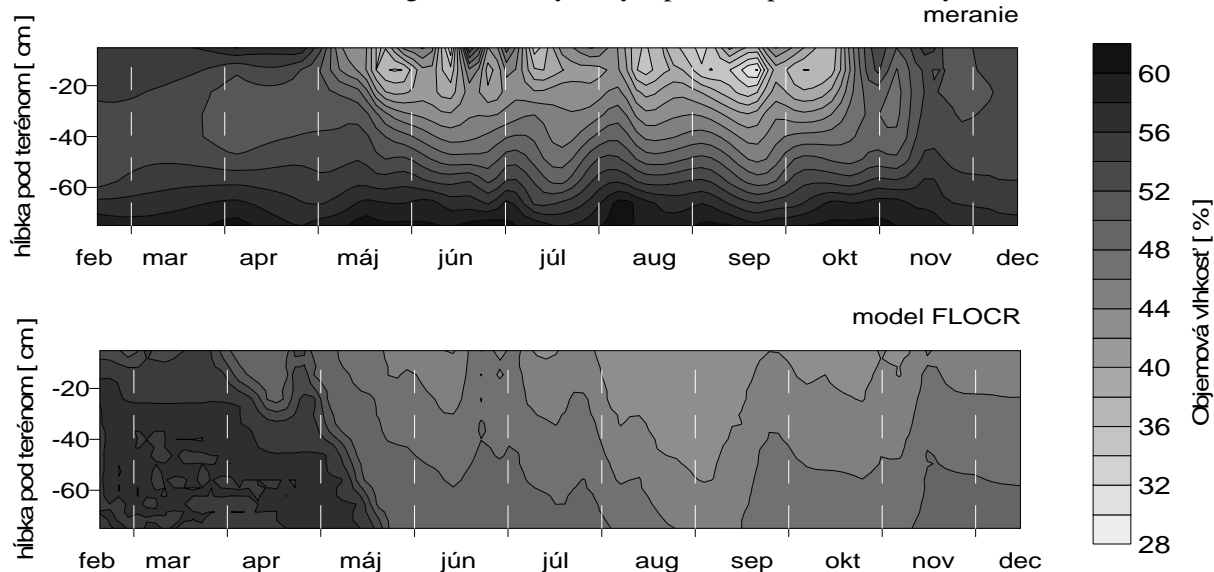 meranie
hĺbka pod terénom [ cm ]
-20
-40
-60
feb mar apr máj jún júl aug sep okt nov dec
model FLOCR
hĺbka pod terénom [ cm ]
-20
-40
-60
feb mar apr máj jún júl aug sep okt nov dec
60
56
52
48
44
40
36
32
28
Objemová vlhkosť [ %]